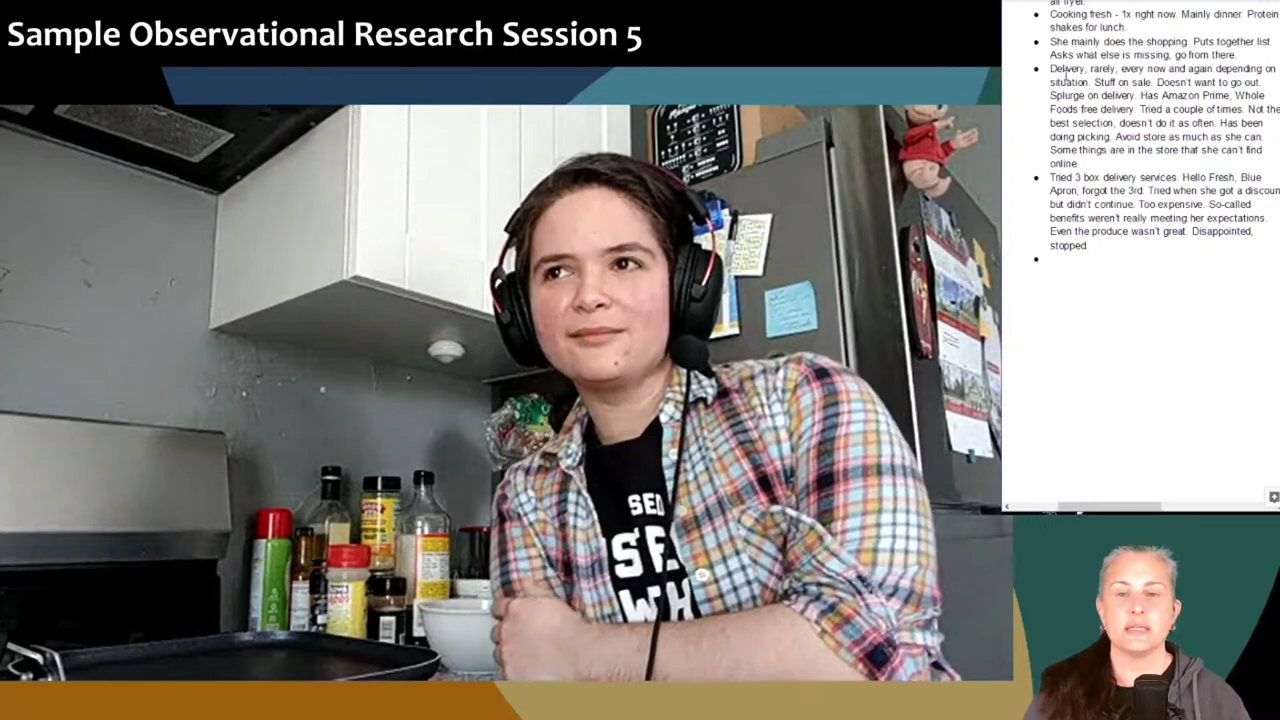 Sample Observational Research Session 5
air fryer.
Cooking fresh - 1x right now. Mainly dinner. Protein
shakes for lunch.
She mainly does the shopping. Puts together list.
Asks what else is missing, go from there.
Delivery, rarely, every now and again depending on
situation. Stuff on sale. Doesn't want to go out.
Splurge on delivery. Has Amazon Prime, Whole
Foods free delivery. Tried a couple of times. Not the
best selection, doesn't do it as often. Has been
doing picking. Avoid store as much as she can.
Some things are in the store that she can't find
online.
Tried 3 box delivery services. Hello Fresh, Blue
Apron, forgot the 3rd. Tried when she got a discoun
but didn't continue. Too expensive. So-called
benefits weren't really meeting her expectations.
Even the produce wasn't great. Disappointed,
stopped.
SEO